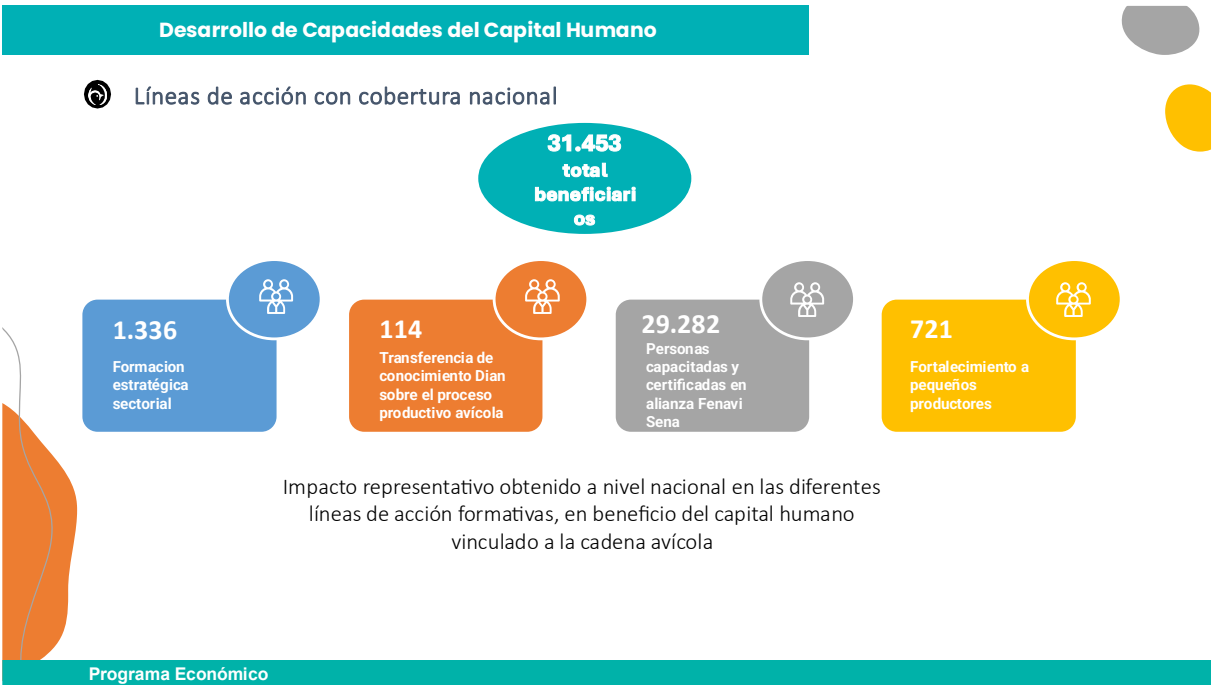 Desarrollo de Capacidades del Capital Humano
Líneas de acción con cobertura nacional
31.453
total
beneficiari
os
1.336
Formacion
estratégica
sectorial
114
Transferencia de
conocimiento Dian
sobre el proceso
productivo avícola
29.282
Personas
capacitadas y
certificadas en
alianza Fenavi
Sena
721
Fortalecimiento a
pequeños
productores
Impacto representativo obtenido a nivel nacional en las diferentes
líneas de acción formativas, en beneficio del capital humano
vinculado a la cadena avícola
Programa Económico